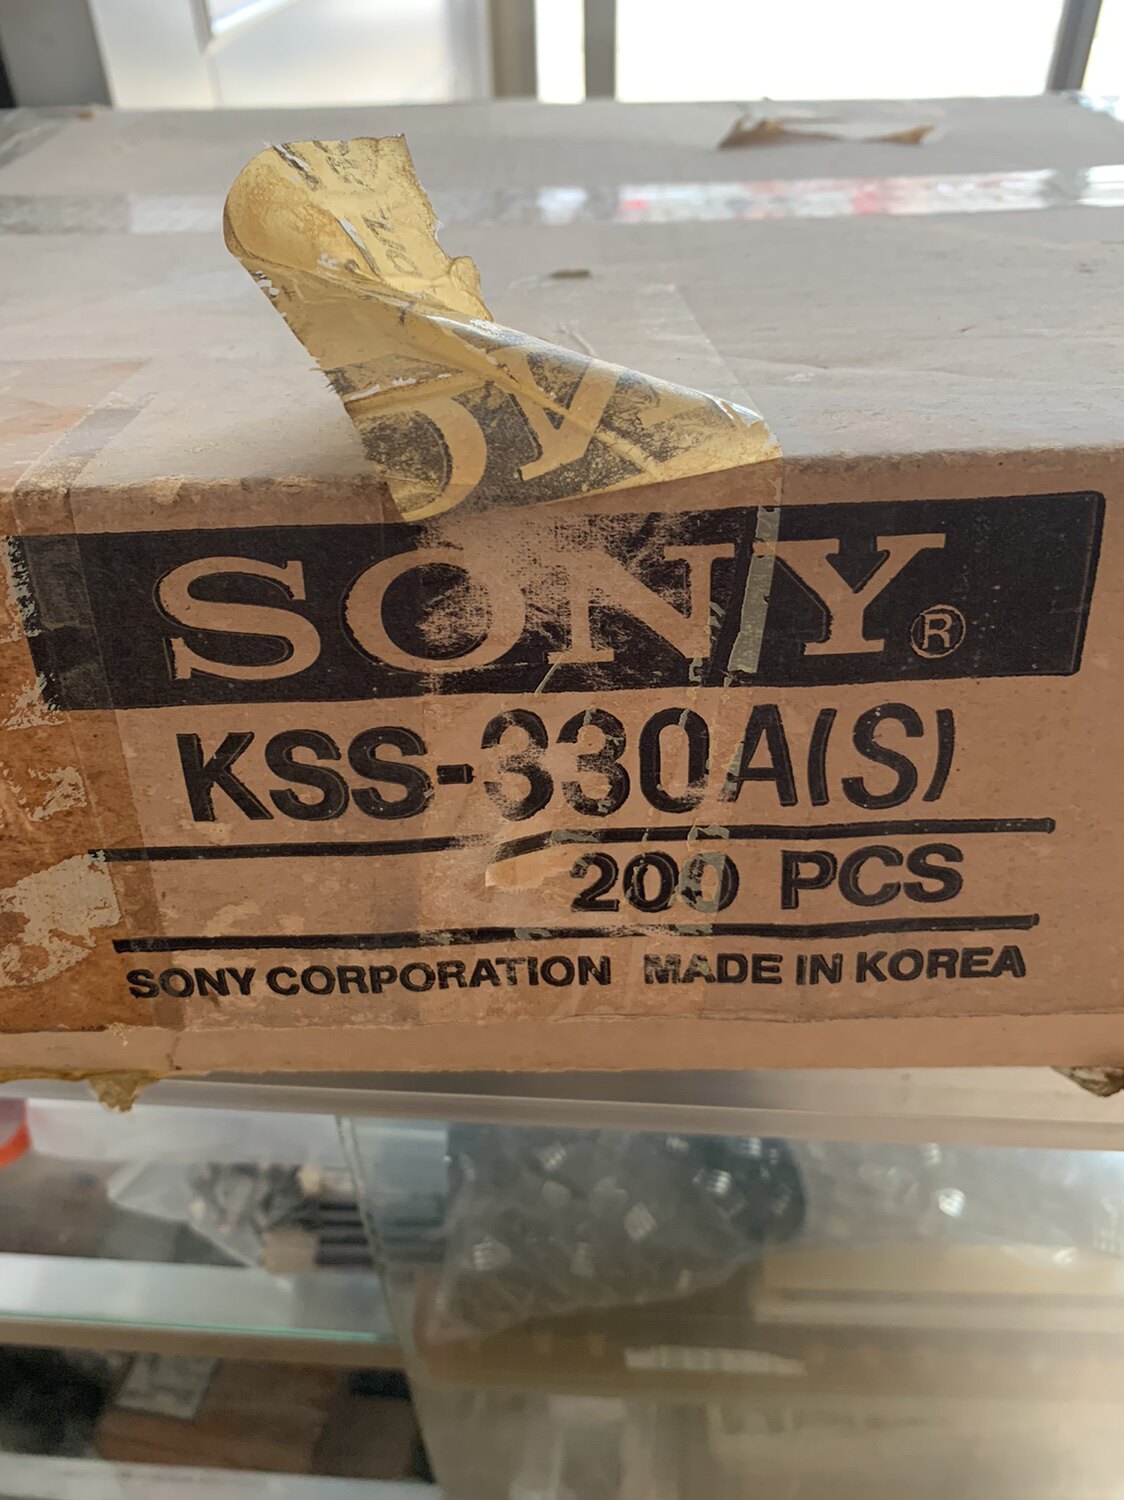 SONY®
KSS-330A(S)
200 PCS
SONY CORPORATION MADE IN KOREA